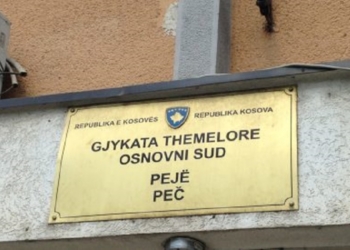 REPUBLIKA E KOSOVËS REPUBLIKA KOSOVA
GJYKATA THEMELORE
OSNOVNI SUD
PEJË
PEČ